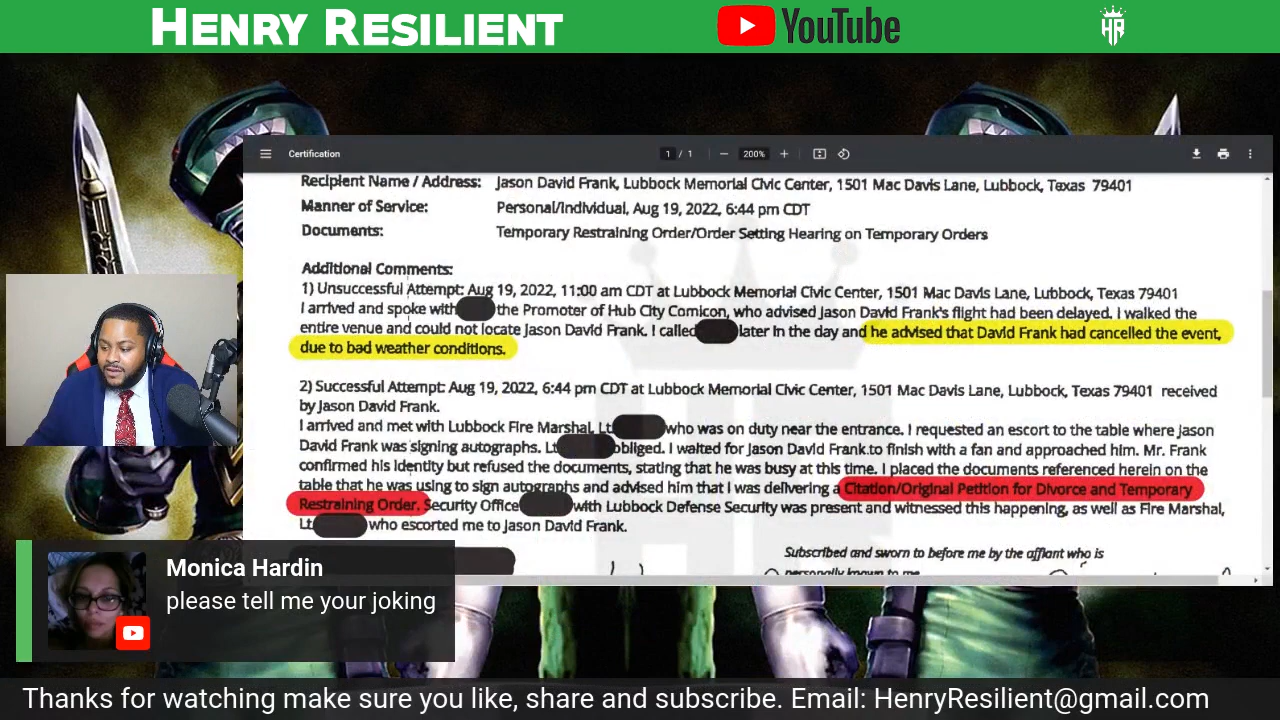 HENRY RESILIENT
YouTube
HR
Certification
1 / 1
200%
Recipient Name / Address: Jason David Frank, Lubbock Memorial Civic Center, 1501 Mac Davis Lane, Lubbock, Texas 79401
Manner of Service: Personal/Individual, Aug 19, 2022, 6:44 pm CDT
Documents: Temporary Restraining Order/Order Setting Hearing on Temporary Orders
Additional Comments:
1) Unsuccessful Attempt: Aug 19, 2022, 11:00 am CDT at Lubbock Memorial Civic Center, 1501 Mac Davis Lane, Lubbock, Texas 79401
I arrived and spoke with the Promoter of Hub City Comicon, who advised Jason David Frank's flight had been delayed. I walked the
entire venue and could not locate Jason David Frank. I called later in the day and he advised that David Frank had cancelled the event,
due to bad weather conditions.
2) Successful Attempt: Aug 19, 2022, 6:44 pm CDT at Lubbock Memorial Civic Center, 1501 Mac Davis Lane, Lubbock, Texas 79401 received
by Jason David Frank.
I arrived and met with Lubbock Fire Marshal, Lt. who was on duty near the entrance. I requested an escort to the table where Jason
David Frank was signing autographs. Lt. obliged. I waited for Jason David Frank.to finish with a fan and approached him. Mr. Frank
confirmed his identity but refused the documents, stating that he was busy at this time. I placed the documents referenced herein on the
table that he was using to sign autographs and advised him that I was delivering a Citation/Original Petition for Divorce and Temporary
Restraining Order. Security Office with Lubbock Defense Security was present and witnessed this happening, as well as Fire Marshal,
Lt. who escorted me to Jason David Frank.
Subscribed and sworn to before me by the affiant who is
personally known to me
Monica Hardin
please tell me your joking
Thanks for watching make sure you like, share and subscribe. Email: HenryResilient@gmail.com